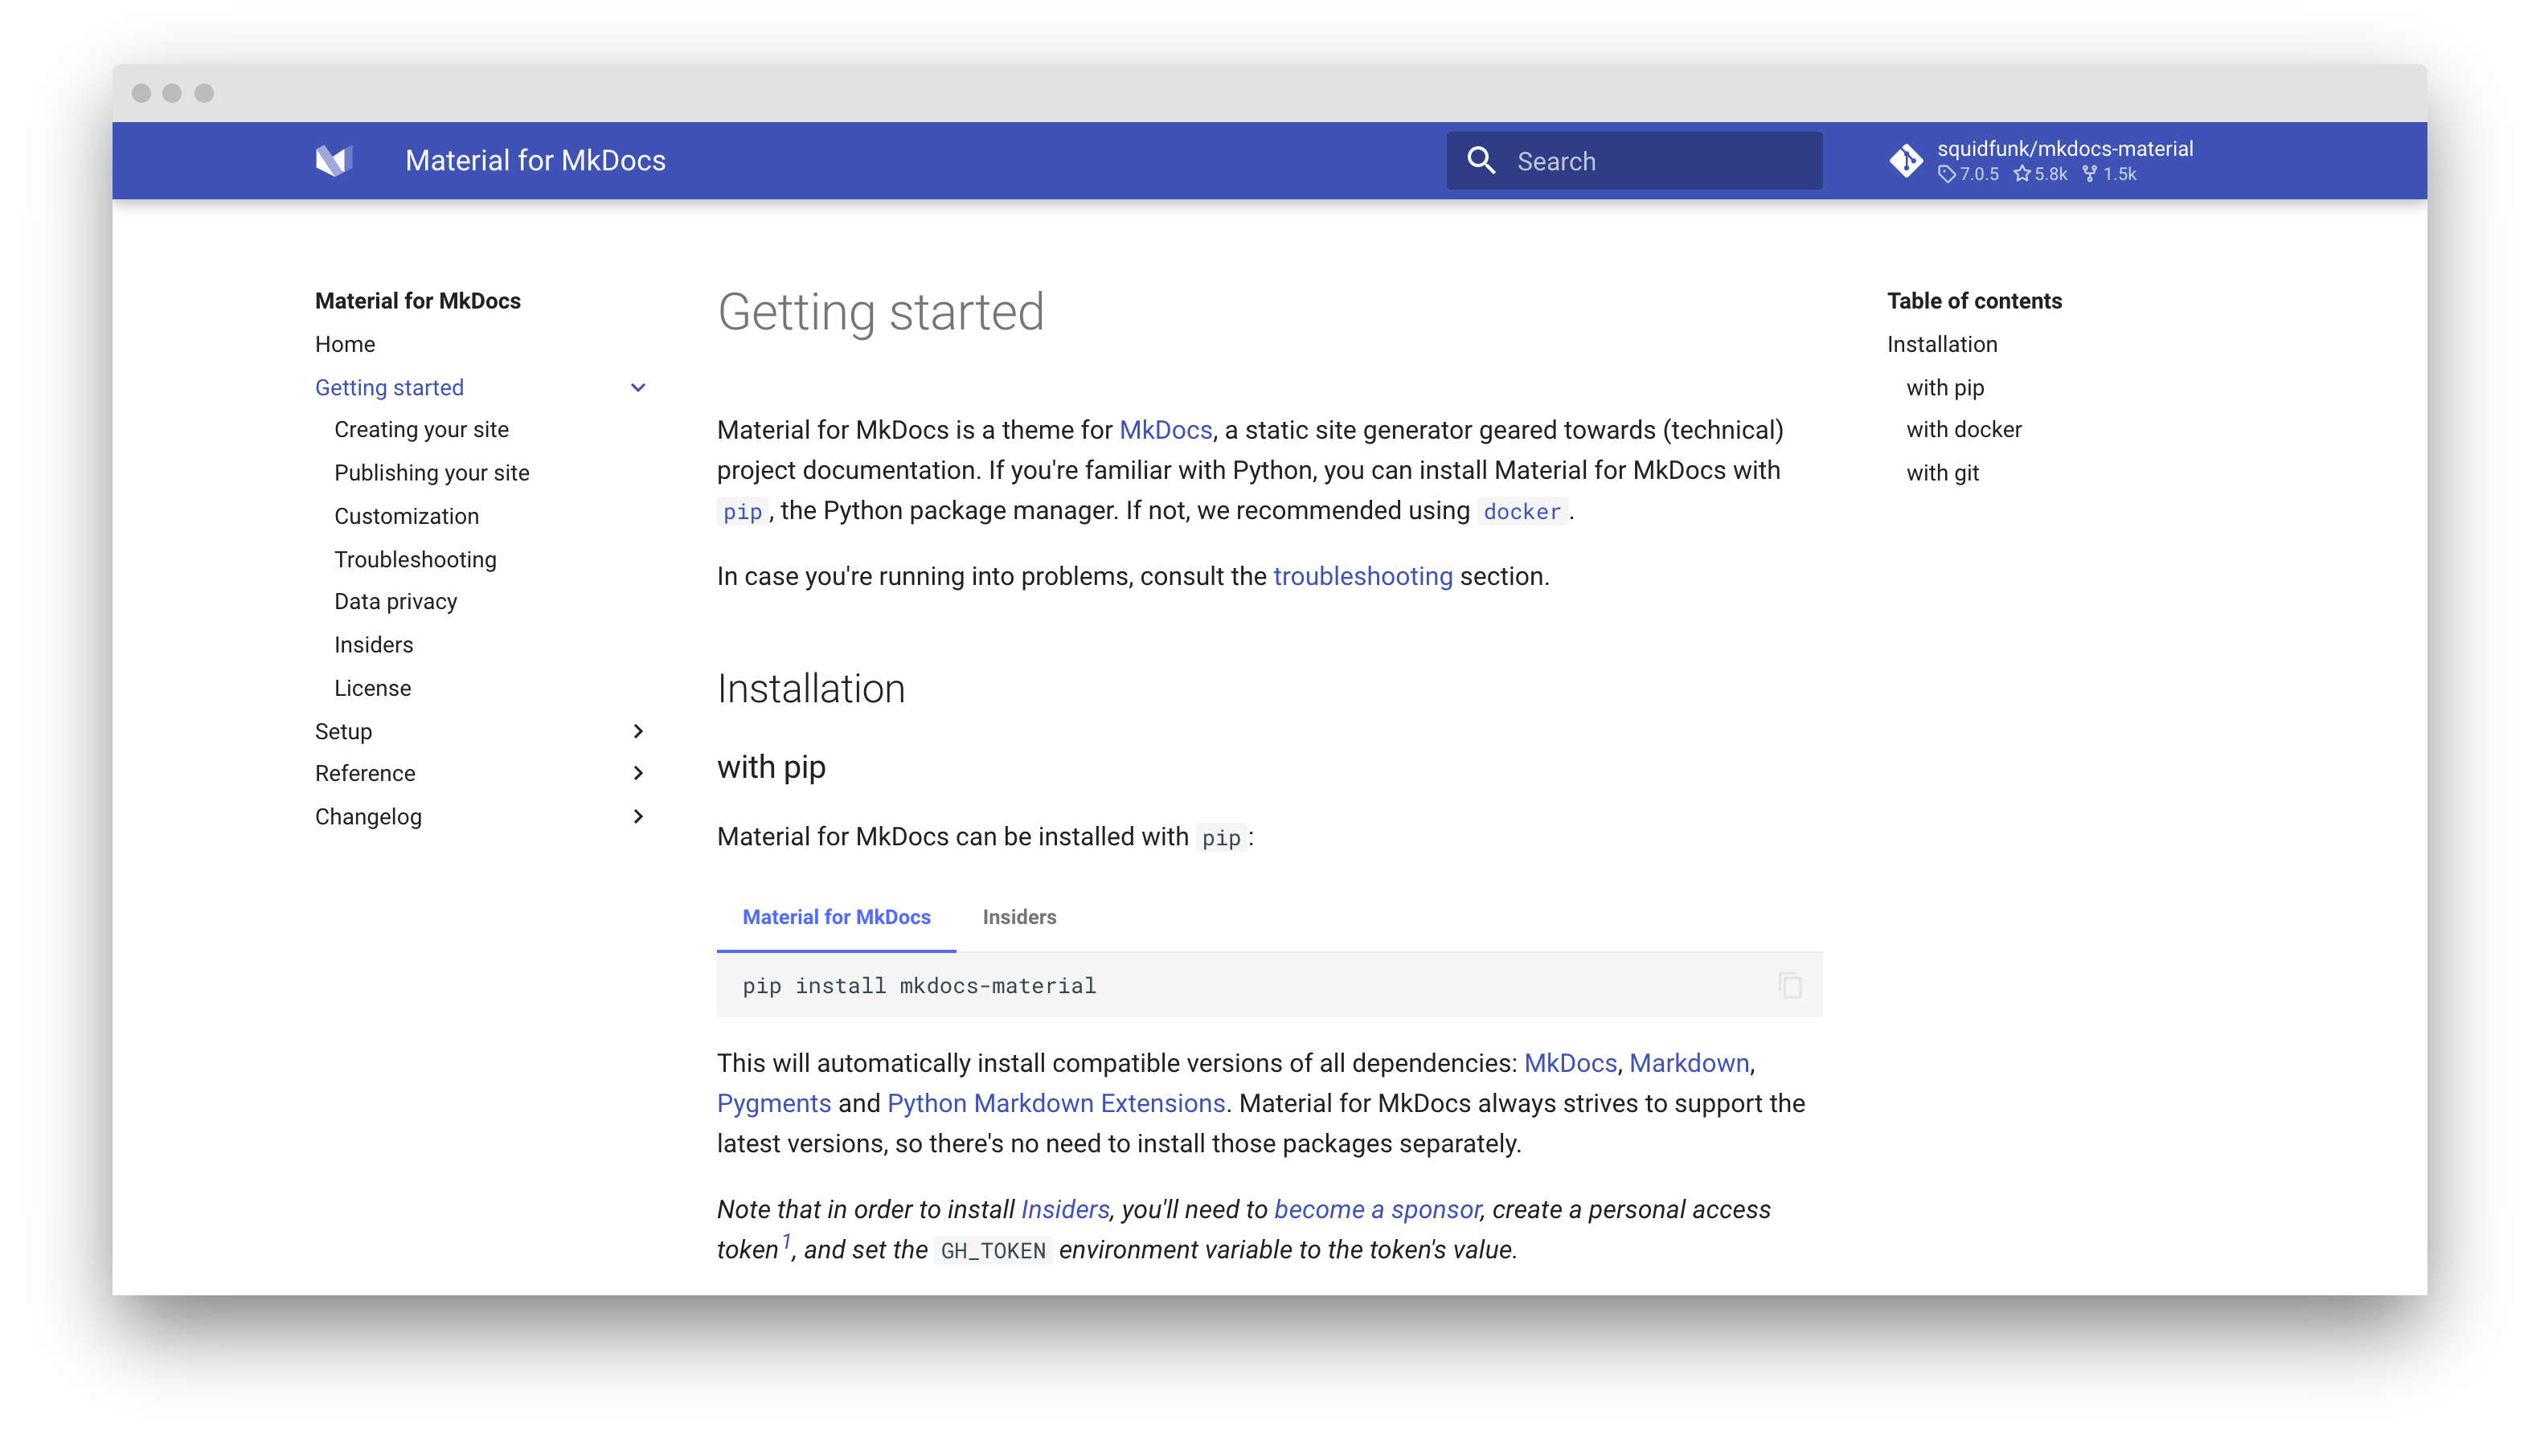 Material for MkDocs
Search
squidfunk/mkdocs-material
7.0.5 5.8k 1.5k
Material for MkDocs
Home
Getting started
Creating your site
Publishing your site
Customization
Troubleshooting
Data privacy
Insiders
License
Setup
Reference
Changelog
Getting started
Material for MkDocs is a theme for MkDocs, a static site generator geared towards (technical)
project documentation. If you're familiar with Python, you can install Material for MkDocs with
pip, the Python package manager. If not, we recommended using docker.
In case you're running into problems, consult the troubleshooting section.
Installation
with pip
Material for MkDocs can be installed with pip:
Material for MkDocs Insiders
pip install mkdocs-material
This will automatically install compatible versions of all dependencies: MkDocs, Markdown,
Pygments and Python Markdown Extensions. Material for MkDocs always strives to support the
latest versions, so there's no need to install those packages separately.
Note that in order to install Insiders, you'll need to become a sponsor, create a personal access
token1, and set the GH_TOKEN environment variable to the token's value.
Table of contents
Installation
with pip
with docker
with git